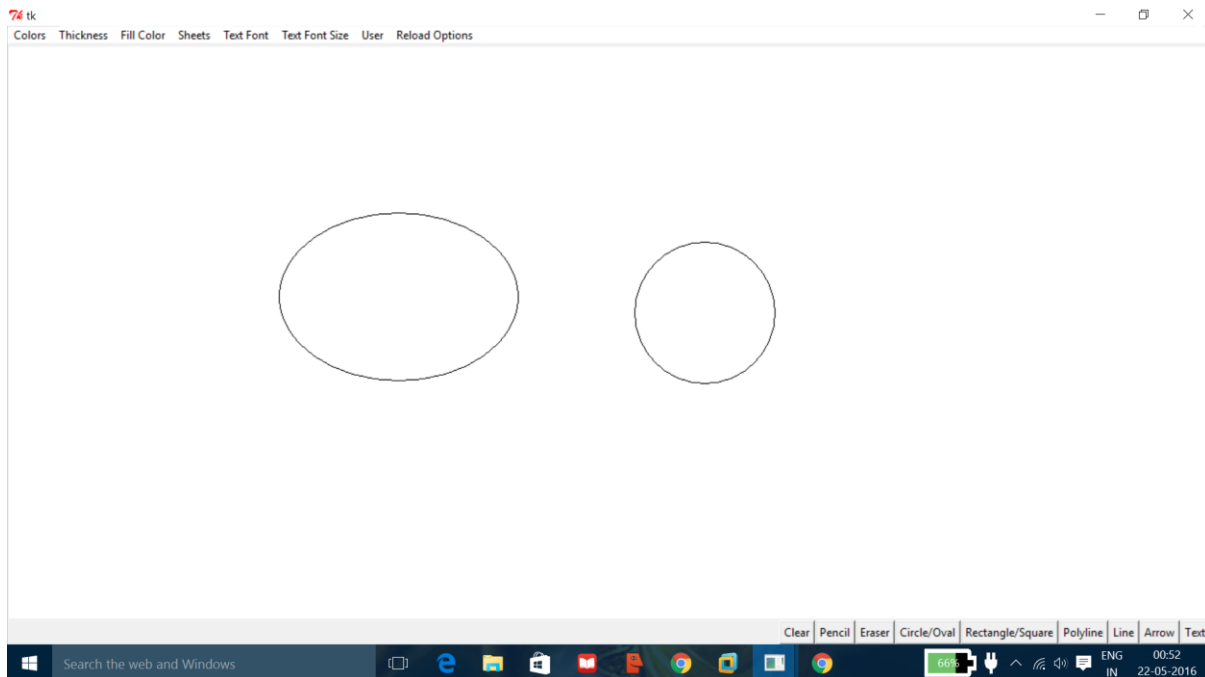 tk
Colors Thickness Fill Color Sheets Text Font Text Font Size User Reload Options
Clear Pencil Eraser Circle/Oval Rectangle/Square Polyline Line Arrow Text
Search the web and Windows 66% ENG 00:52
IN 22-05-2016